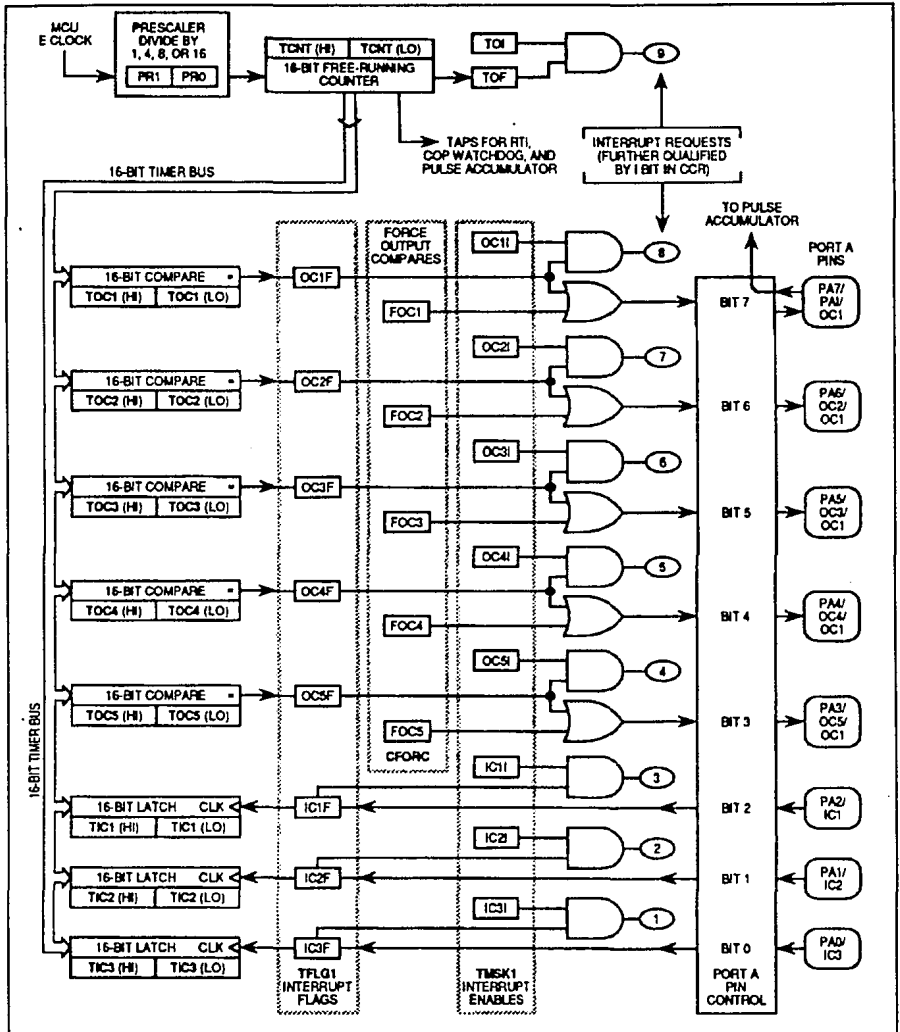 MCU
E CLOCK
PRESCALER
DIVIDE BY
1, 4, 8, OR 16
PR1 PR0
TCNT (HI) TCNT (LO)
16-BIT FREE-RUNNING
COUNTER
TOI
TOF
9
TAPS FOR RTI,
COP WATCHDOG, AND
PULSE ACCUMULATOR
INTERRUPT REQUESTS
(FURTHER QUALIFIED
BY I BIT IN CCR)
16-BIT TIMER BUS
TO PULSE
ACCUMULATOR
PORT A
PINS
FORCE
OUTPUT
COMPARES
OC1I
8
16-BIT COMPARE =
TOC1 (HI) TOC1 (LO)
OC1F
FOC1
BIT 7
PA7/
PAI/
OC1
OC2I
7
16-BIT COMPARE =
TOC2 (HI) TOC2 (LO)
OC2F
FOC2
BIT 6
PA6/
OC2/
OC1
OC3I
6
16-BIT COMPARE =
TOC3 (HI) TOC3 (LO)
OC3F
FOC3
BIT 5
PA5/
OC3/
OC1
OC4I
5
16-BIT COMPARE =
TOC4 (HI) TOC4 (LO)
OC4F
FOC4
BIT 4
PA4/
OC4/
OC1
OC5I
4
16-BIT COMPARE =
TOC5 (HI) TOC5 (LO)
OC5F
FOC5
CFORC
BIT 3
PA3/
OC5/
OC1
16-BIT TIMER BUS
IC1I
3
16-BIT LATCH CLK
TIC1 (HI) TIC1 (LO)
IC1F
BIT 2
PA2/
IC1
IC2I
2
16-BIT LATCH CLK
TIC2 (HI) TIC2 (LO)
IC2F
BIT 1
PA1/
IC2
IC3I
1
16-BIT LATCH CLK
TIC3 (HI) TIC3 (LO)
IC3F
BIT 0
PA0/
IC3
TFLG1
INTERRUPT
FLAGS
TMSK1
INTERRUPT
ENABLES
PORT A
PIN
CONTROL